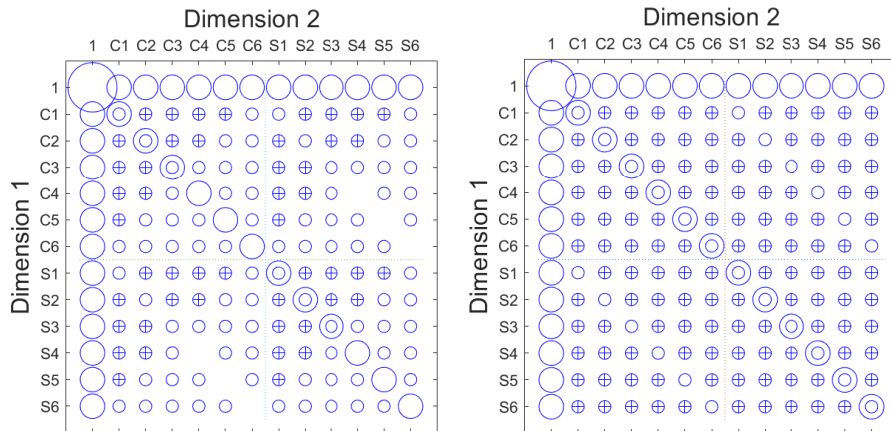 Dimension 2
1 C1 C2 C3 C4 C5 C6 S1 S2 S3 S4 S5 S6
Dimension 1
1
C1
C2
C3
C4
C5
C6
S1
S2
S3
S4
S5
S6
Dimension 2
1 C1 C2 C3 C4 C5 C6 S1 S2 S3 S4 S5 S6
Dimension 1
1
C1
C2
C3
C4
C5
C6
S1
S2
S3
S4
S5
S6